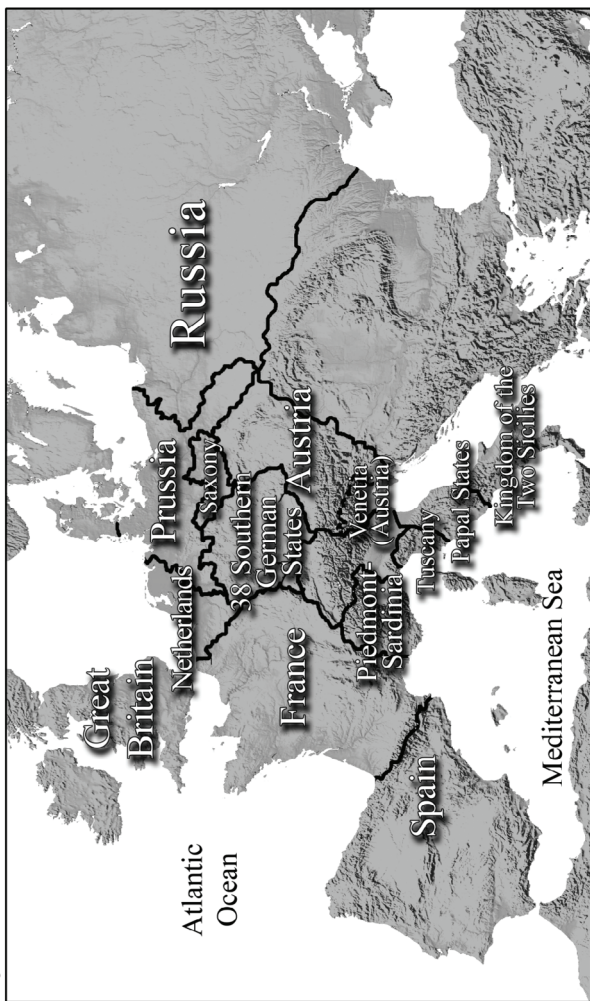 Great
Britain
Atlantic
Ocean
Netherlands
Prussia
Saxony
Russia
38 Southern
German
States
France
Austria
Venetia
(Austria)
Piedmont-
Sardinia
Tuscany
Papal States
Kingdom of the
Two Sicilies
Spain
Mediterranean Sea